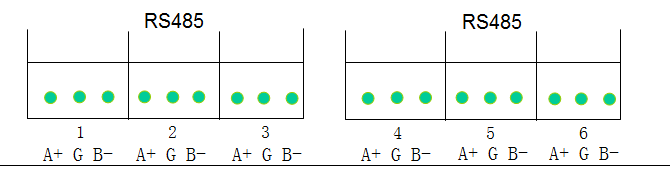 RS485 RS485
1 2 3 4 5 6
A+ G B- A+ G B- A+ G B- A+ G B- A+ G B- A+ G B-